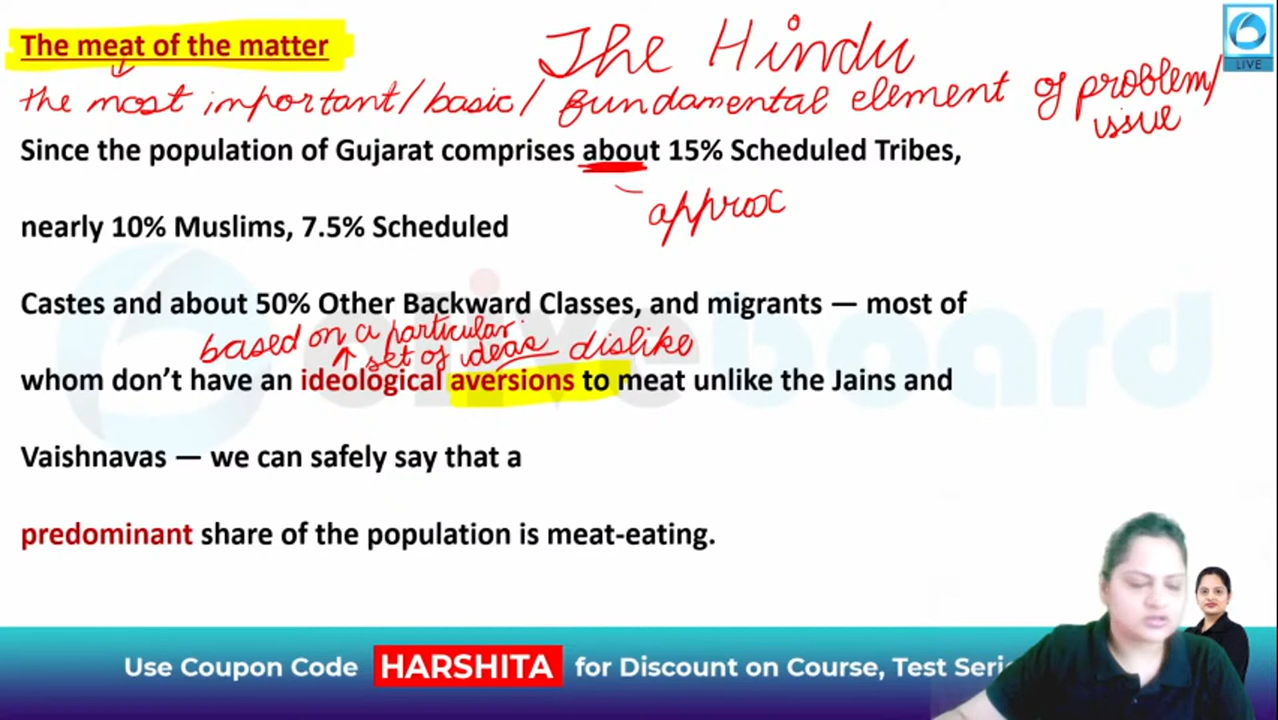 The meat of the matter
The Hindu
the most important/basic/ fundamental element of problem/
issue
Since the population of Gujarat comprises about 15% Scheduled Tribes,
approx
nearly 10% Muslims, 7.5% Scheduled
Castes and about 50% Other Backward Classes, and migrants — most of
based on a particular
set of ideas dislike
whom don't have an ideological aversions to meat unlike the Jains and
Vaishnavas — we can safely say that a
predominant share of the population is meat-eating.
LIVE
oliveboard
Use Coupon Code HARSHITA for Discount on Course, Test Serie